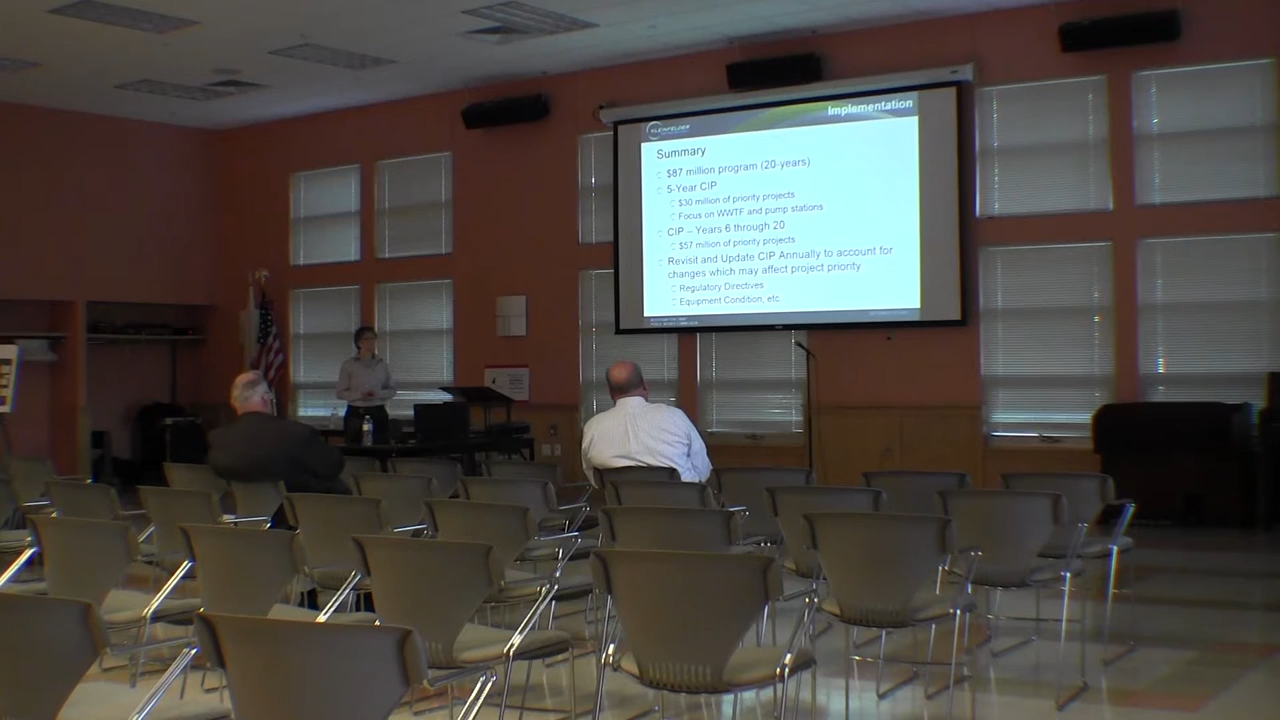 Implementation
KLEINFELDER
Summary
$87 million program (20-years)
5-Year CIP
$30 million of priority projects
Focus on WWTF and pump stations
CIP – Years 6 through 20
$57 million of priority projects
Revisit and Update CIP Annually to account for
changes which may affect project priority
Regulatory Directives
Equipment Condition, etc